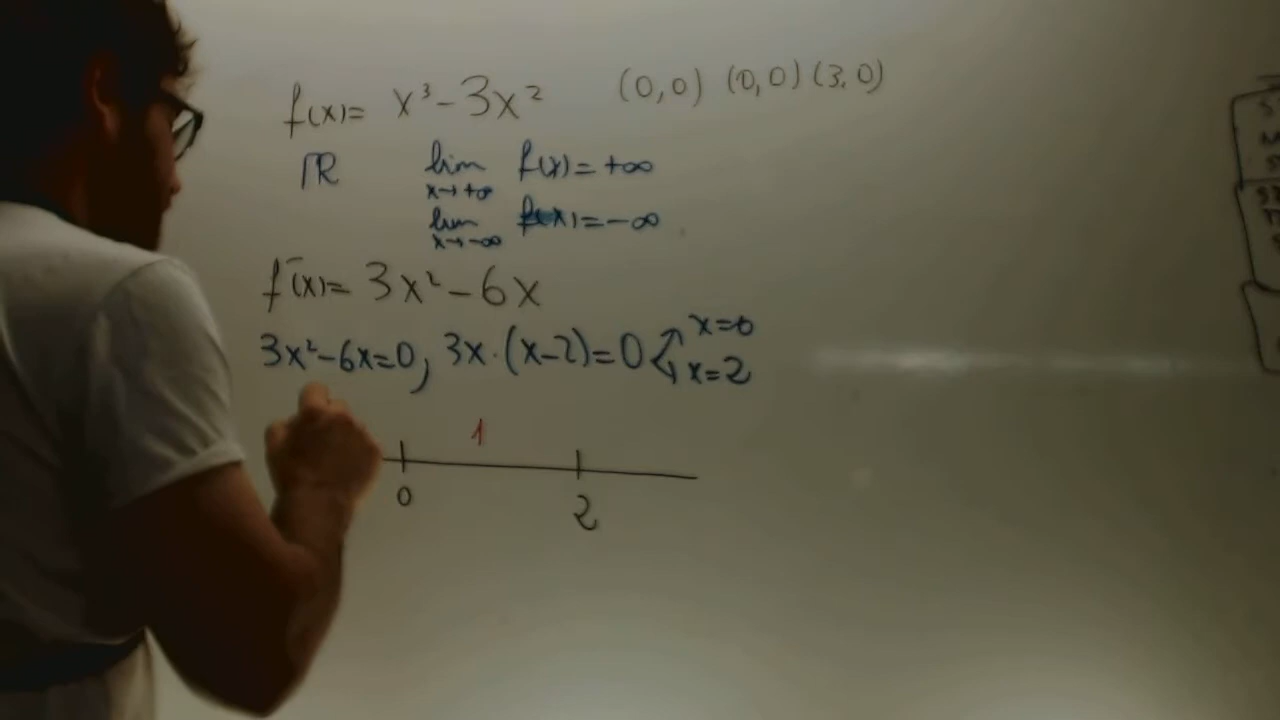 f(x)= x³-3x² (0,0) (0,0) (3,0)
ℝ lim x→+∞ f(x)=+∞
lim x→-∞ f(x)=-∞
f'(x)= 3x²-6x
3x²-6x=0, 3x·(x-2)=0 x=0
x=2
1
0 2